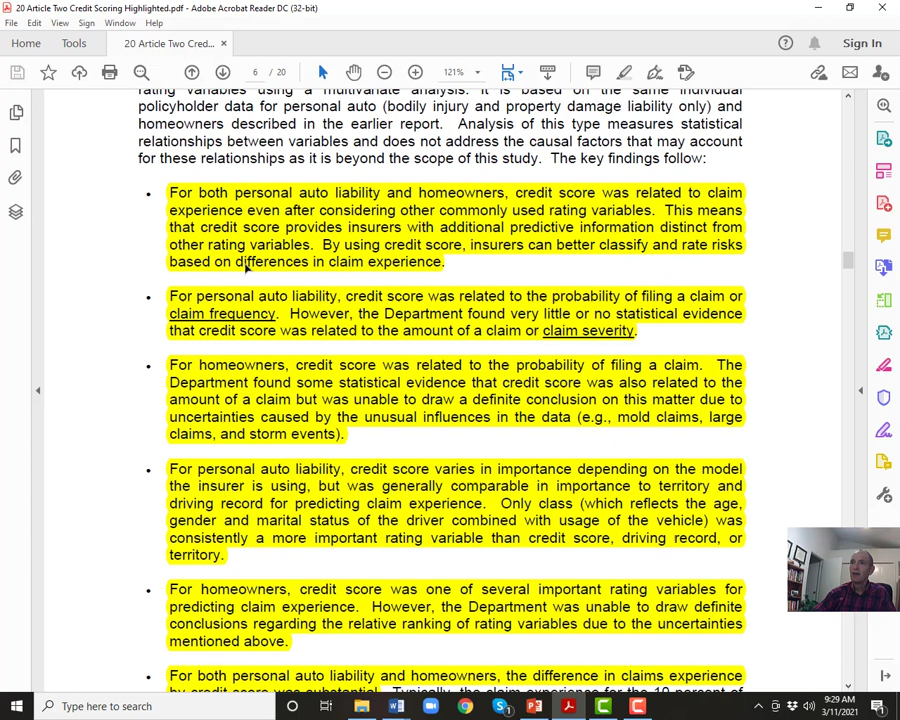 20 Article Two Credit Scoring Highlighted.pdf - Adobe Acrobat Reader DC (32-bit)
File Edit View Sign Window Help
Home Tools 20 Article Two Cred... × Sign In
6 / 20 121%
rating variables using a multivariate analysis. It is based on the same individual
policyholder data for personal auto (bodily injury and property damage liability only) and
homeowners described in the earlier report. Analysis of this type measures statistical
relationships between variables and does not address the causal factors that may account
for these relationships as it is beyond the scope of this study. The key findings follow:
• For both personal auto liability and homeowners, credit score was related to claim
experience even after considering other commonly used rating variables. This means
that credit score provides insurers with additional predictive information distinct from
other rating variables. By using credit score, insurers can better classify and rate risks
based on differences in claim experience.
• For personal auto liability, credit score was related to the probability of filing a claim or
claim frequency. However, the Department found very little or no statistical evidence
that credit score was related to the amount of a claim or claim severity.
• For homeowners, credit score was related to the probability of filing a claim. The
Department found some statistical evidence that credit score was also related to the
amount of a claim but was unable to draw a definite conclusion on this matter due to
uncertainties caused by the unusual influences in the data (e.g., mold claims, large
claims, and storm events).
• For personal auto liability, credit score varies in importance depending on the model
the insurer is using, but was generally comparable in importance to territory and
driving record for predicting claim experience. Only class (which reflects the age,
gender and marital status of the driver combined with usage of the vehicle) was
consistently a more important rating variable than credit score, driving record, or
territory.
• For homeowners, credit score was one of several important rating variables for
predicting claim experience. However, the Department was unable to draw definite
conclusions regarding the relative ranking of rating variables due to the uncertainties
mentioned above.
• For both personal auto liability and homeowners, the difference in claims experience
by credit score was substantial. Typically, the claim experience for the 10 percent of
Type here to search
9:29 AM
3/11/2021